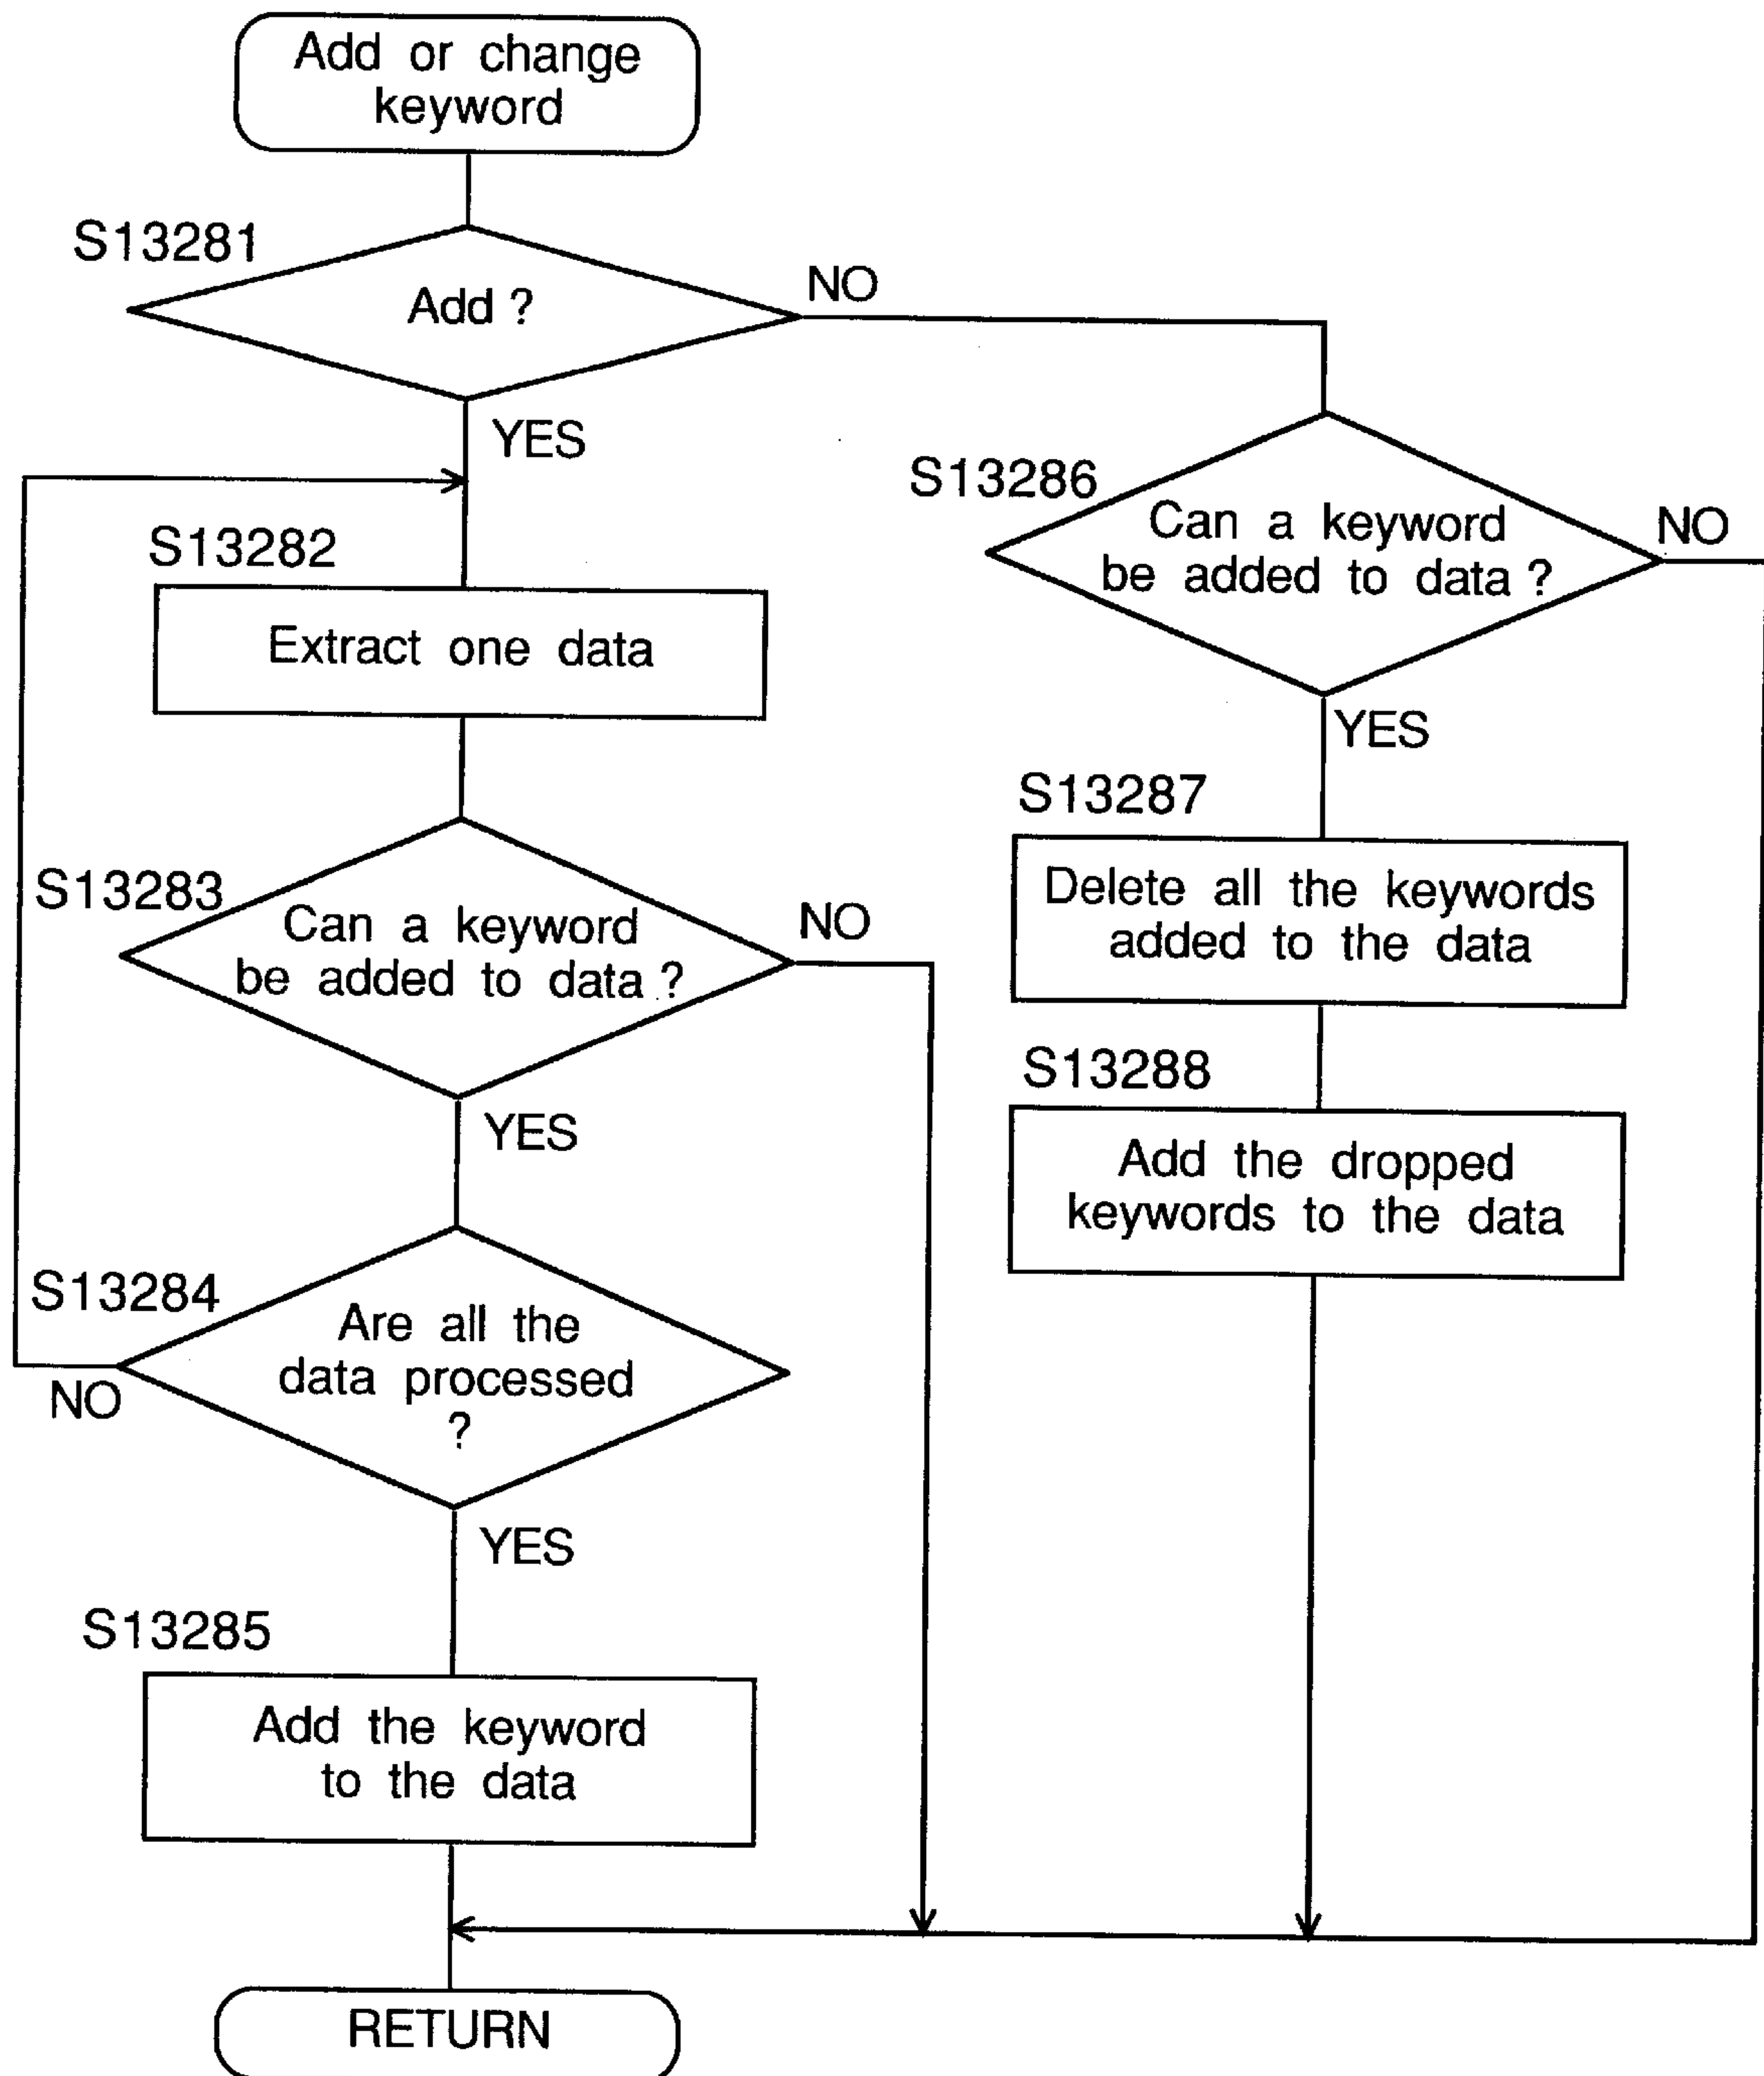 Add or change
keyword
S13281
Add ?
NO
YES
S13282
Extract one data
S13283
Can a keyword
be added to data ?
NO
YES
S13284
Are all the
data processed
?
NO
YES
S13285
Add the keyword
to the data
S13286
Can a keyword
be added to data ?
NO
YES
S13287
Delete all the keywords
added to the data
S13288
Add the dropped
keywords to the data
RETURN